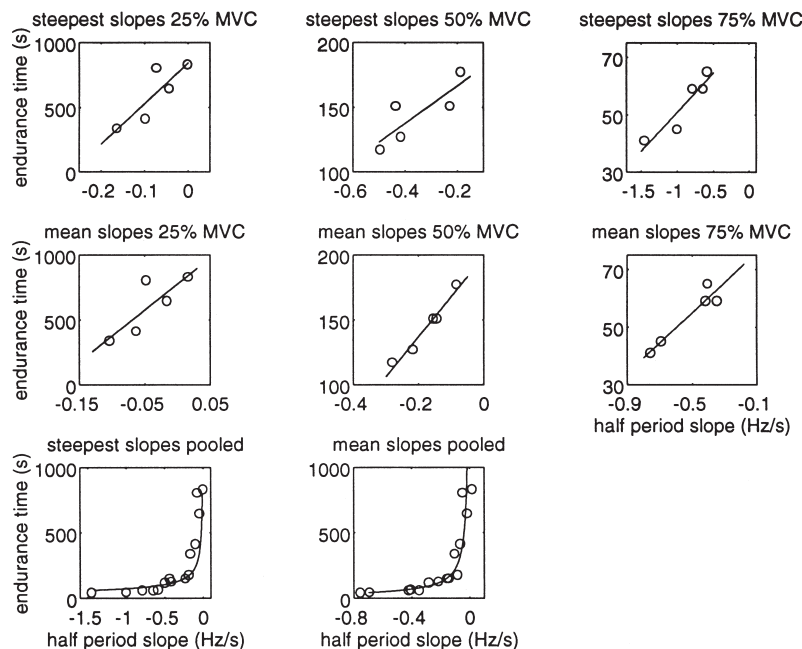 steepest slopes 25% MVC
steepest slopes 50% MVC
steepest slopes 75% MVC
endurance time (s)
1000
500
0
-0.2 -0.1 0
200
150
100
-0.6 -0.4 -0.2
70
50
30
-1.5 -1 -0.5 0
mean slopes 25% MVC
mean slopes 50% MVC
mean slopes 75% MVC
endurance time (s)
1000
500
0
-0.15 -0.05 0.05
200
150
100
-0.4 -0.2 0
70
50
30
-0.9 -0.5 -0.1
half period slope (Hz/s)
steepest slopes pooled
mean slopes pooled
endurance time (s)
1000
500
0
-1.5 -1 -0.5 0
half period slope (Hz/s)
1000
500
0
-0.8 -0.4 0
half period slope (Hz/s)